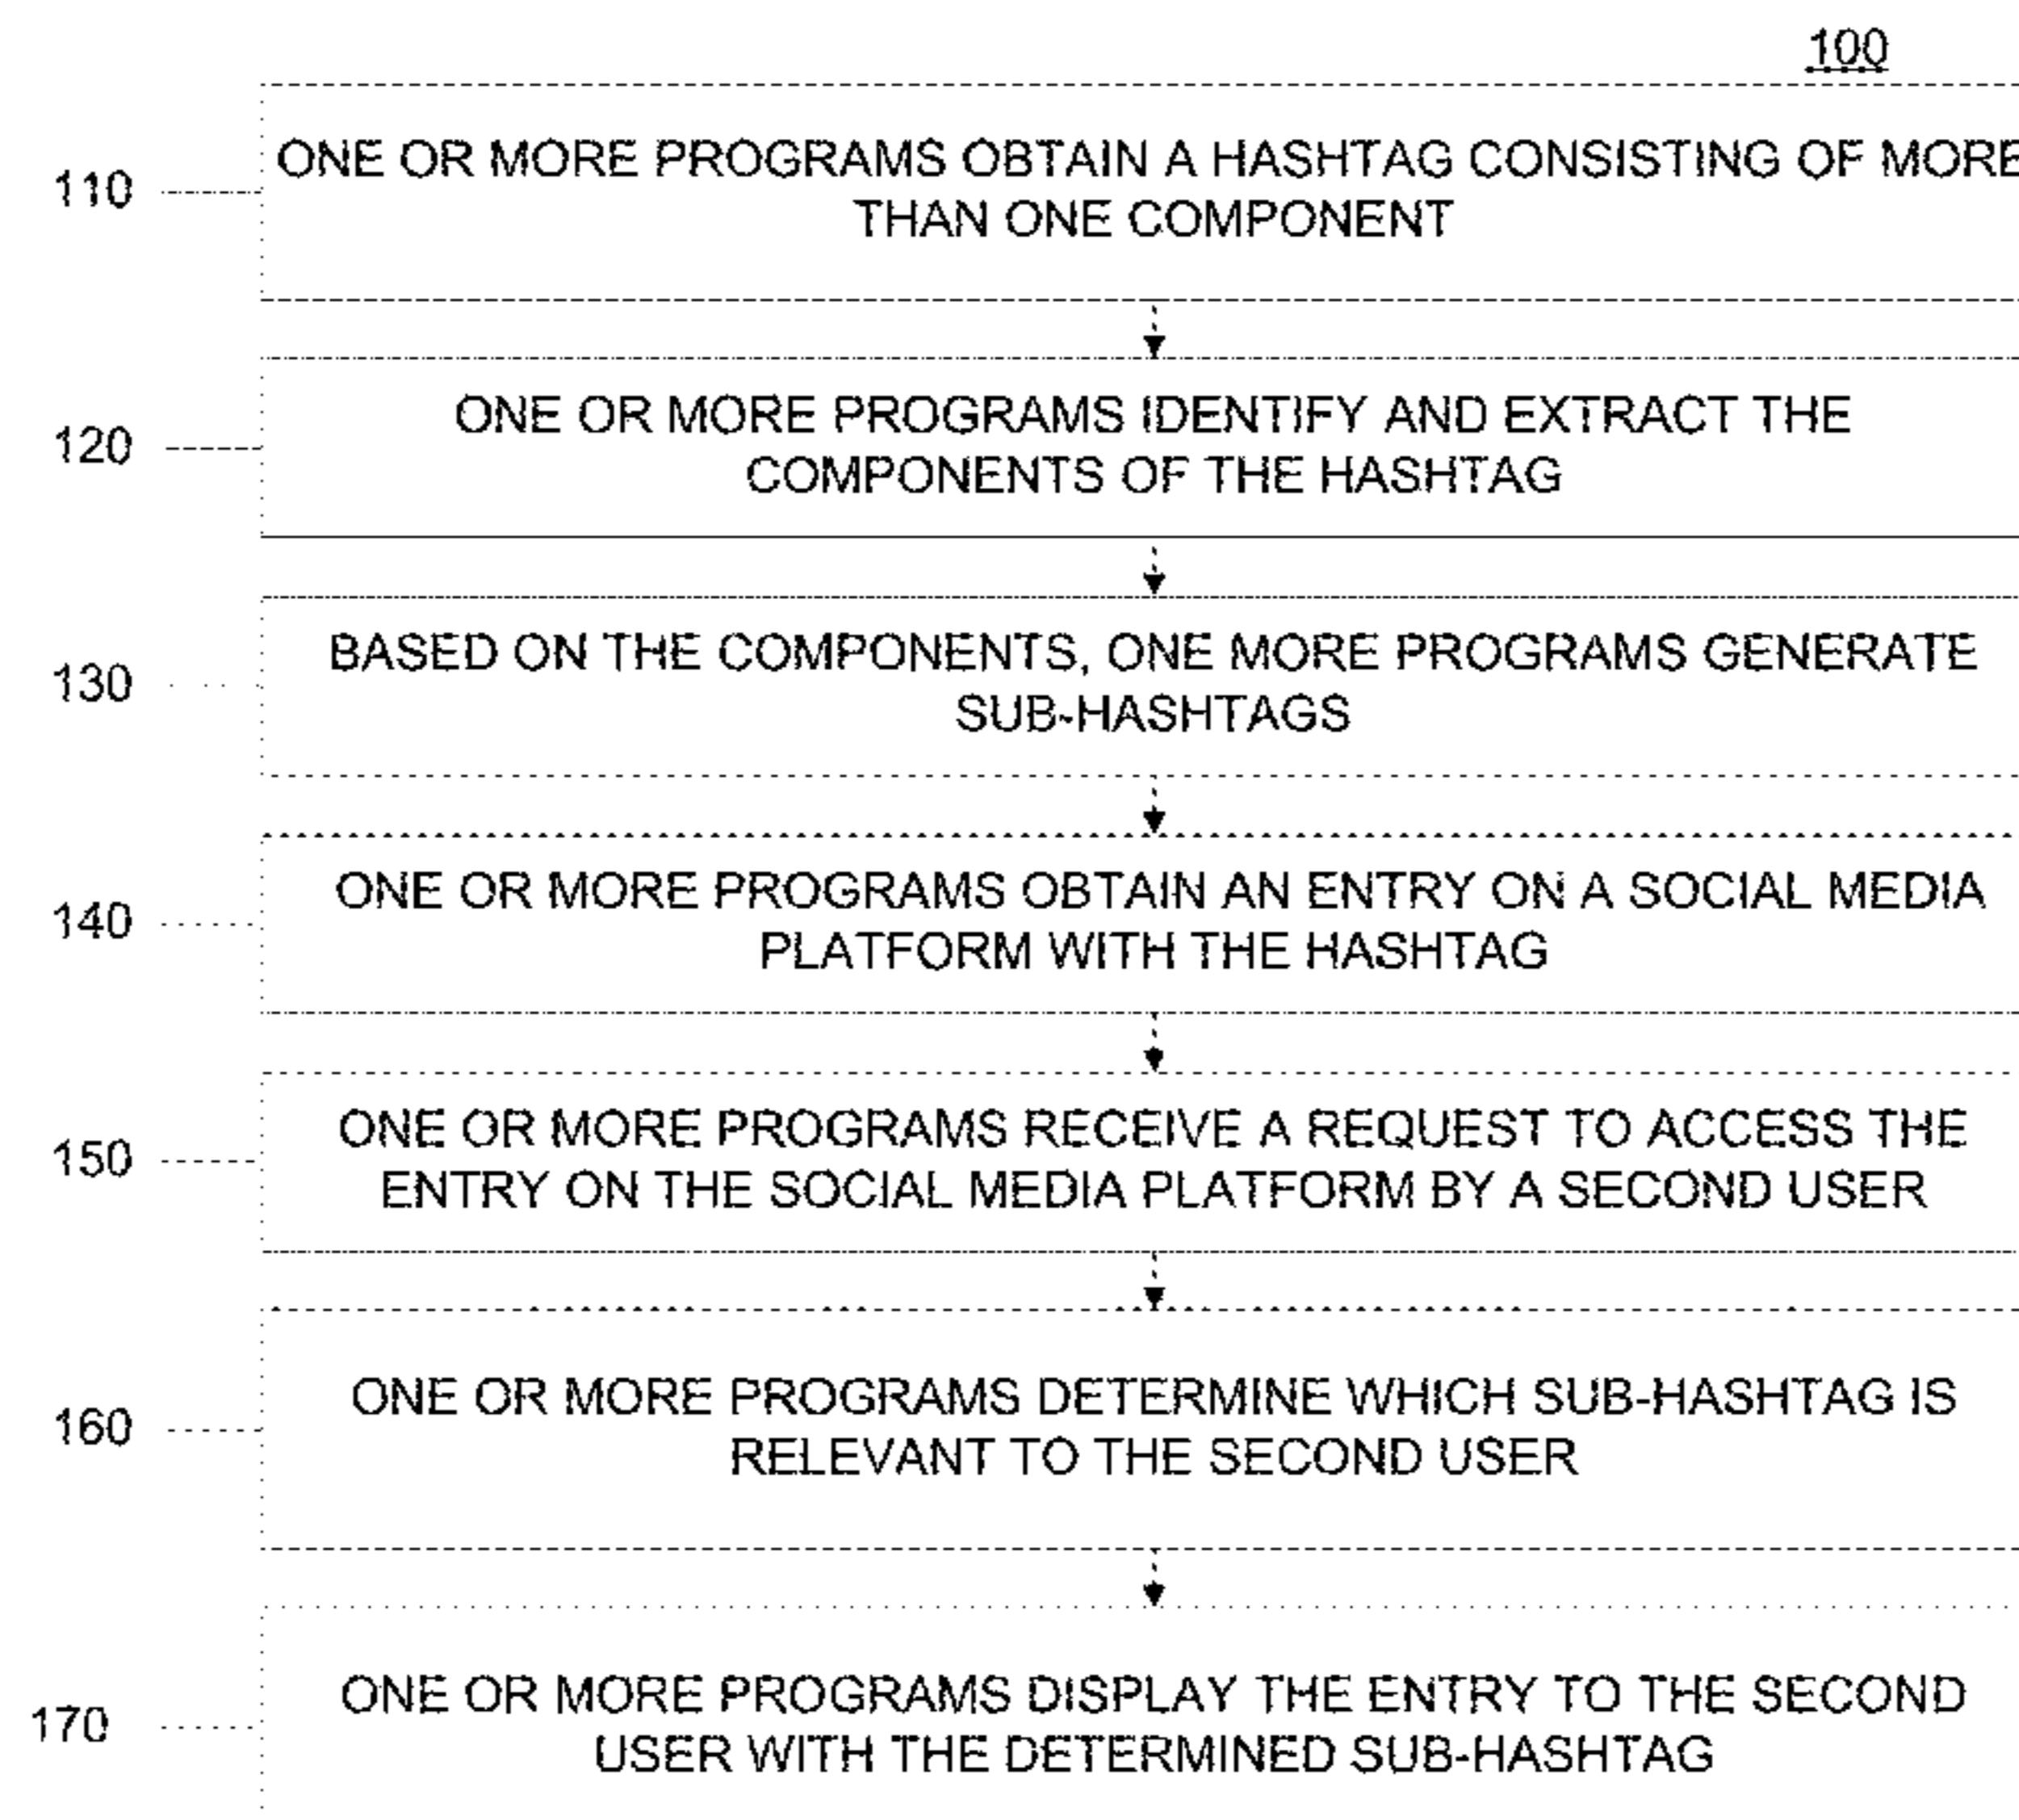 100
110
ONE OR MORE PROGRAMS OBTAIN A HASHTAG CONSISTING OF MORE
THAN ONE COMPONENT
120
ONE OR MORE PROGRAMS IDENTIFY AND EXTRACT THE
COMPONENTS OF THE HASHTAG
130
BASED ON THE COMPONENTS, ONE MORE PROGRAMS GENERATE
SUB-HASHTAGS
140
ONE OR MORE PROGRAMS OBTAIN AN ENTRY ON A SOCIAL MEDIA
PLATFORM WITH THE HASHTAG
150
ONE OR MORE PROGRAMS RECEIVE A REQUEST TO ACCESS THE
ENTRY ON THE SOCIAL MEDIA PLATFORM BY A SECOND USER
160
ONE OR MORE PROGRAMS DETERMINE WHICH SUB-HASHTAG IS
RELEVANT TO THE SECOND USER
170
ONE OR MORE PROGRAMS DISPLAY THE ENTRY TO THE SECOND
USER WITH THE DETERMINED SUB-HASHTAG